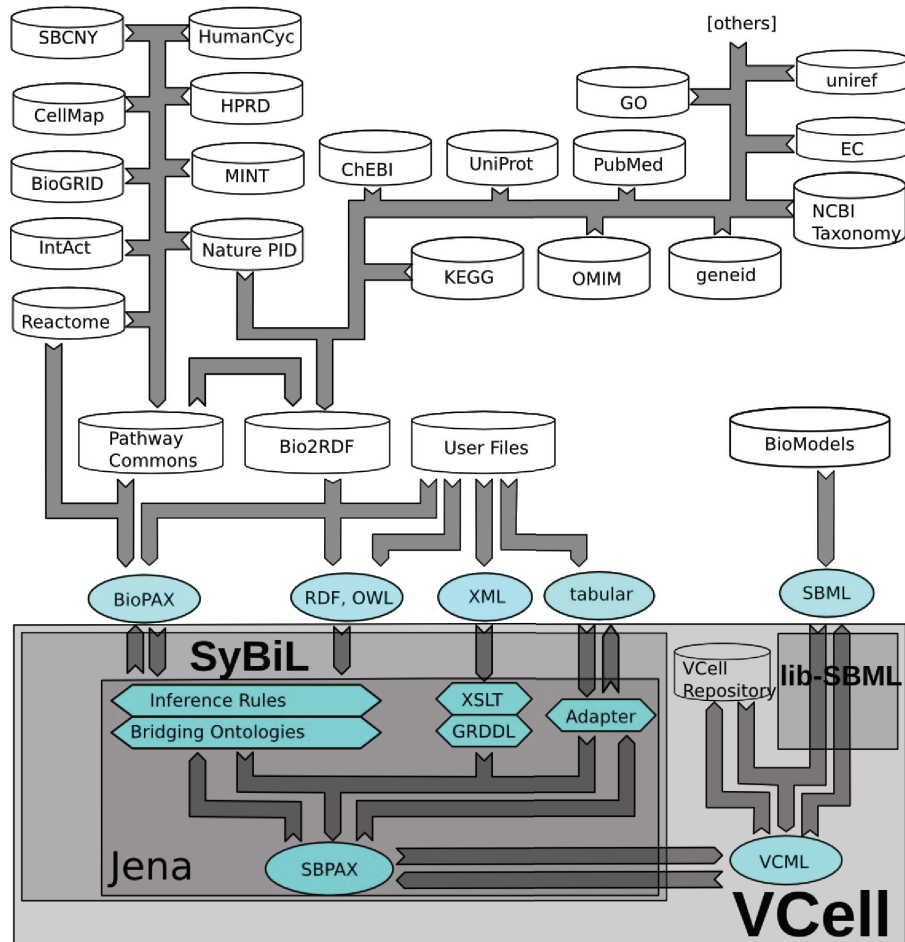 SBCNY
HumanCyc
[others]
uniref
CellMap
HPRD
GO
EC
BioGRID
MINT
ChEBI
UniProt
PubMed
NCBI
Taxonomy
IntAct
Nature PID
KEGG
OMIM
geneid
Reactome
Pathway
Commons
Bio2RDF
User Files
BioModels
BioPAX
RDF, OWL
XML
tabular
SBML
SyBiL
VCell
Repository
lib-SBML
Inference Rules
Bridging Ontologies
XSLT
GRDDL
Adapter
Jena
SBPAX
VCML
VCell